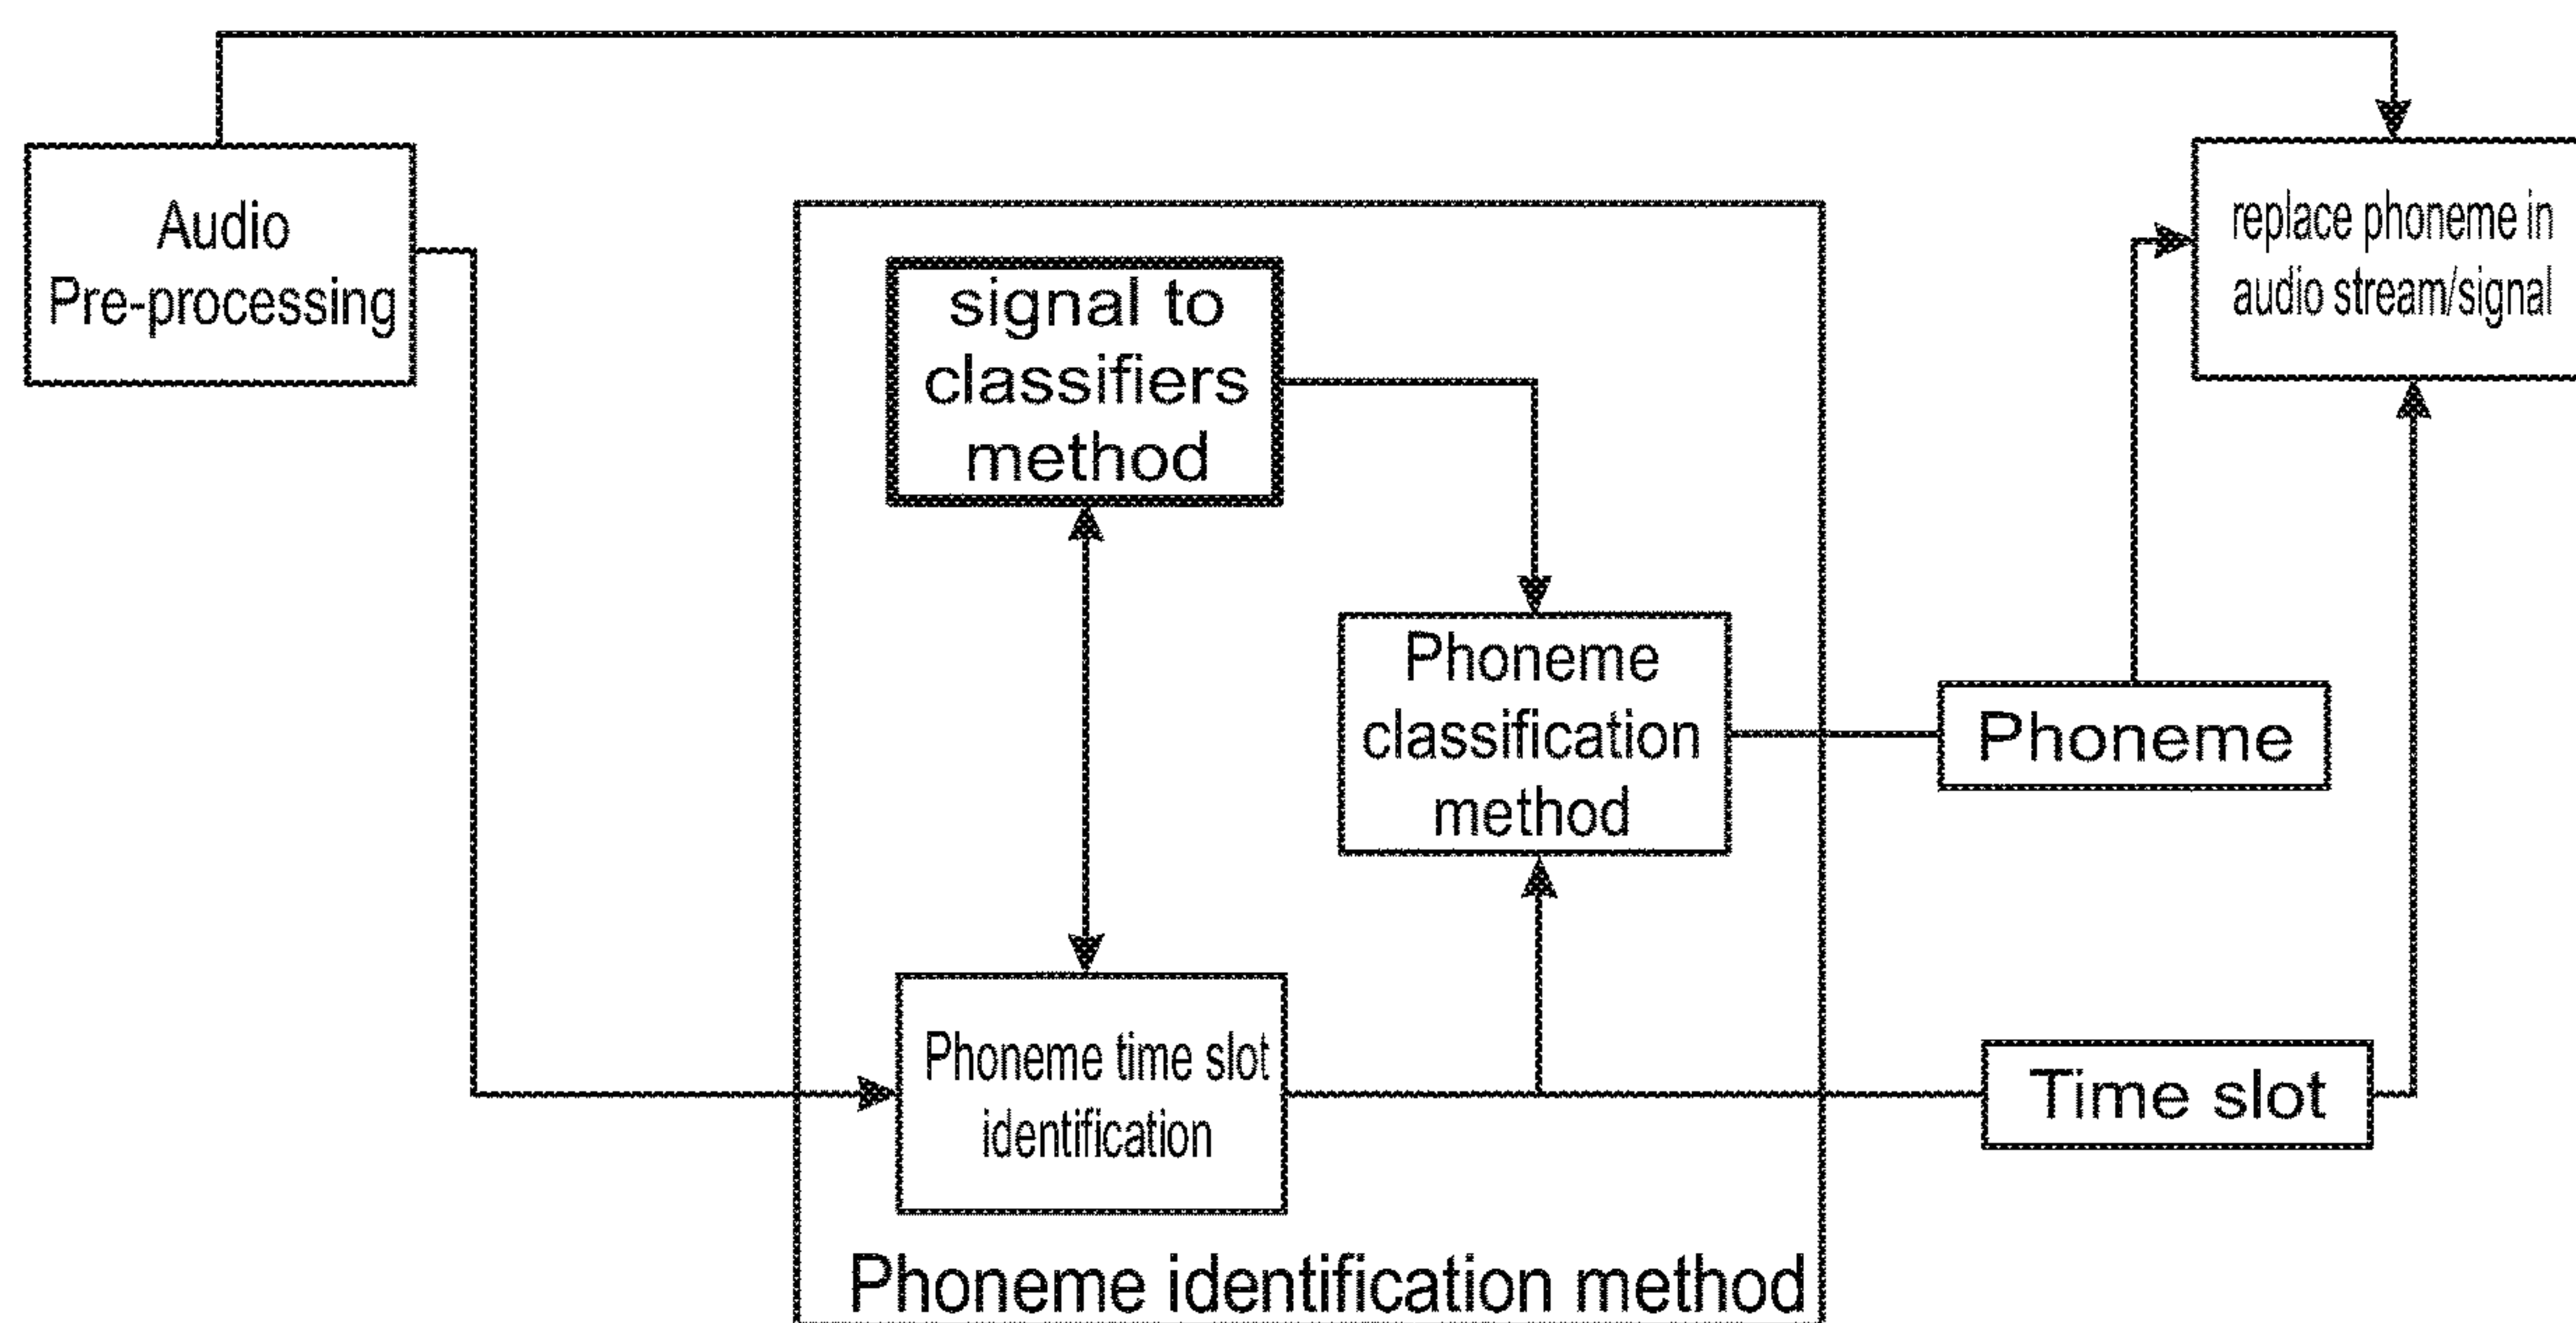 Audio
Pre-processing
replace phoneme in
audio stream/signal
signal to
classifiers
method
Phoneme
classification
method
Phoneme
Phoneme time slot
identification
Time slot
Phoneme identification method